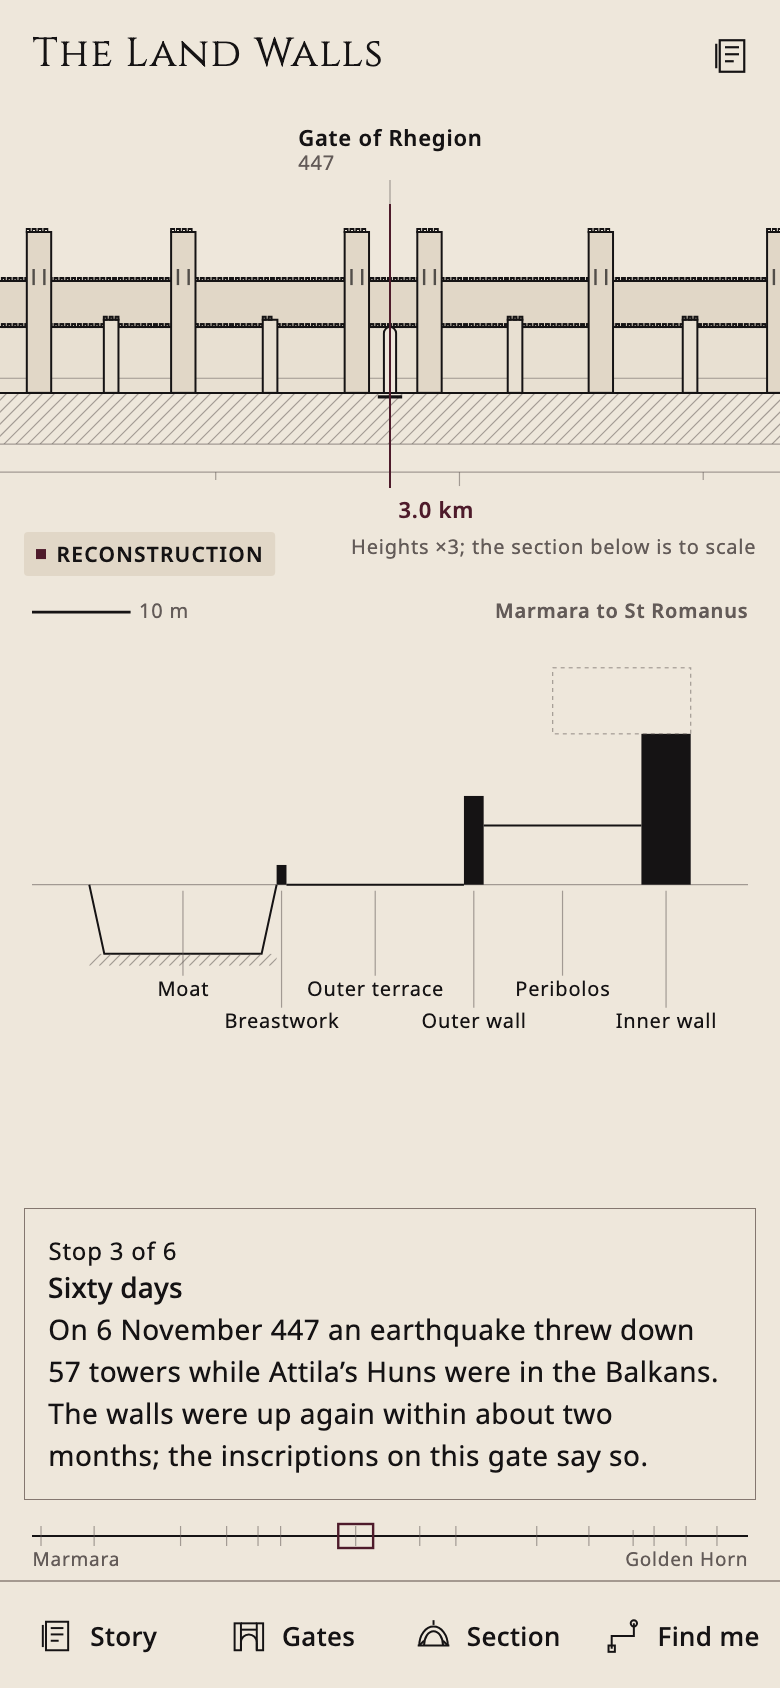 The Land Walls
Gate of Rhegion
447
3.0 km
RECONSTRUCTION
Heights ×3; the section below is to scale
10 m
Marmara to St Romanus
Moat
Outer terrace
Peribolos
Breastwork
Outer wall
Inner wall
Stop 3 of 6
Sixty days
On 6 November 447 an earthquake threw down
57 towers while Attila’s Huns were in the Balkans.
The walls were up again within about two
months; the inscriptions on this gate say so.
Marmara
Golden Horn
Story
Gates
Section
Find me